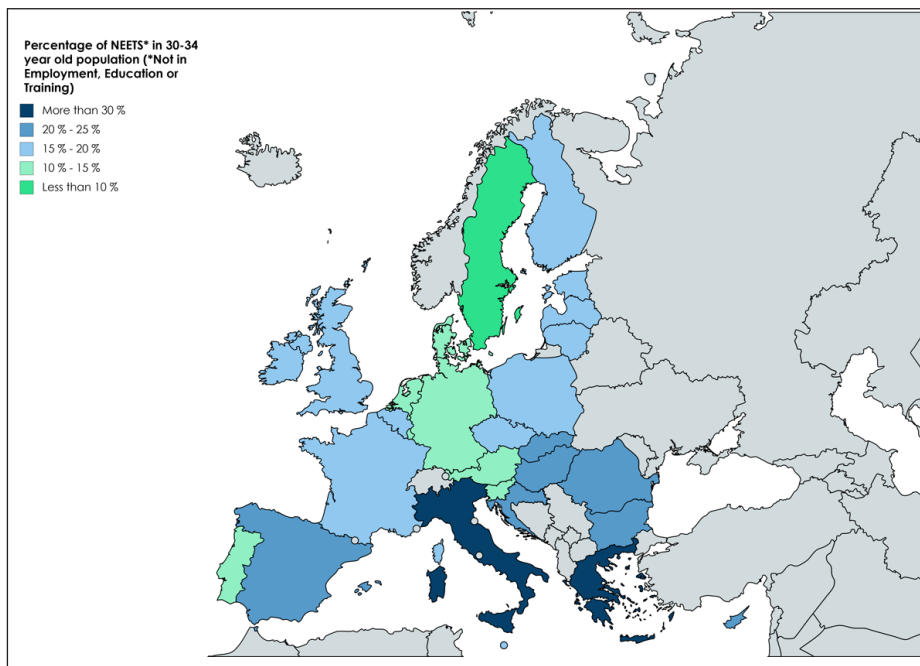 Percentage of NEETS* in 30-34
year old population (*Not in
Employment, Education or
Training)
More than 30 %
20 % - 25 %
15 % - 20 %
10 % - 15 %
Less than 10 %